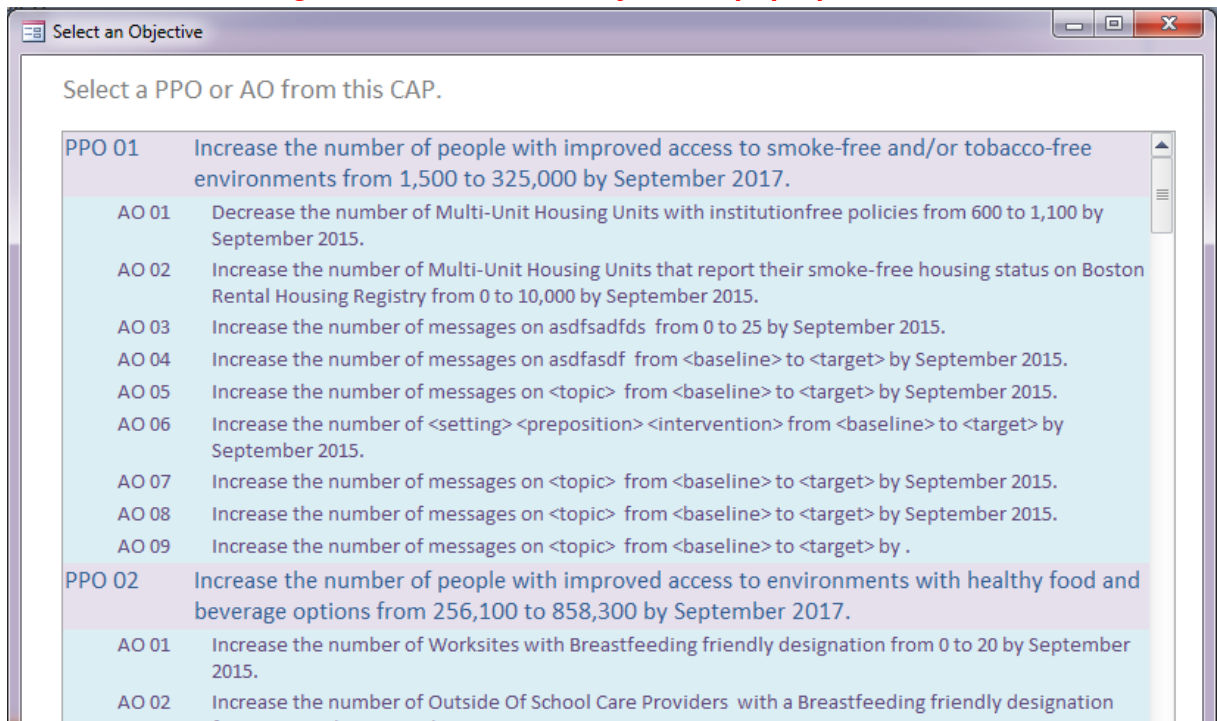 Select an Objective
Select a PPO or AO from this CAP.
PPO 01 Increase the number of people with improved access to smoke-free and/or tobacco-free
environments from 1,500 to 325,000 by September 2017.
AO 01 Decrease the number of Multi-Unit Housing Units with institutionfree policies from 600 to 1,100 by
September 2015.
AO 02 Increase the number of Multi-Unit Housing Units that report their smoke-free housing status on Boston
Rental Housing Registry from 0 to 10,000 by September 2015.
AO 03 Increase the number of messages on asdfsadfds from 0 to 25 by September 2015.
AO 04 Increase the number of messages on asdfasdf from <baseline> to <target> by September 2015.
AO 05 Increase the number of messages on <topic> from <baseline> to <target> by September 2015.
AO 06 Increase the number of <setting> <preposition> <intervention> from <baseline> to <target> by
September 2015.
AO 07 Increase the number of messages on <topic> from <baseline> to <target> by September 2015.
AO 08 Increase the number of messages on <topic> from <baseline> to <target> by September 2015.
AO 09 Increase the number of messages on <topic> from <baseline> to <target> by .
PPO 02 Increase the number of people with improved access to environments with healthy food and
beverage options from 256,100 to 858,300 by September 2017.
AO 01 Increase the number of Worksites with Breastfeeding friendly designation from 0 to 20 by September
2015.
AO 02 Increase the number of Outside Of School Care Providers with a Breastfeeding friendly designation